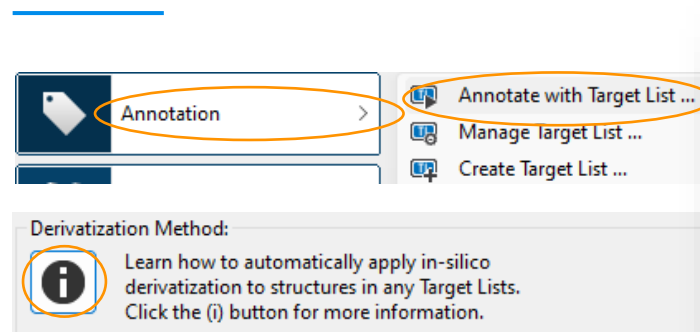 Annotation
Annotate with Target List ...
Manage Target List ...
Create Target List ...
Derivatization Method:
Learn how to automatically apply in-silico
derivatization to structures in any Target Lists.
Click the (i) button for more information.